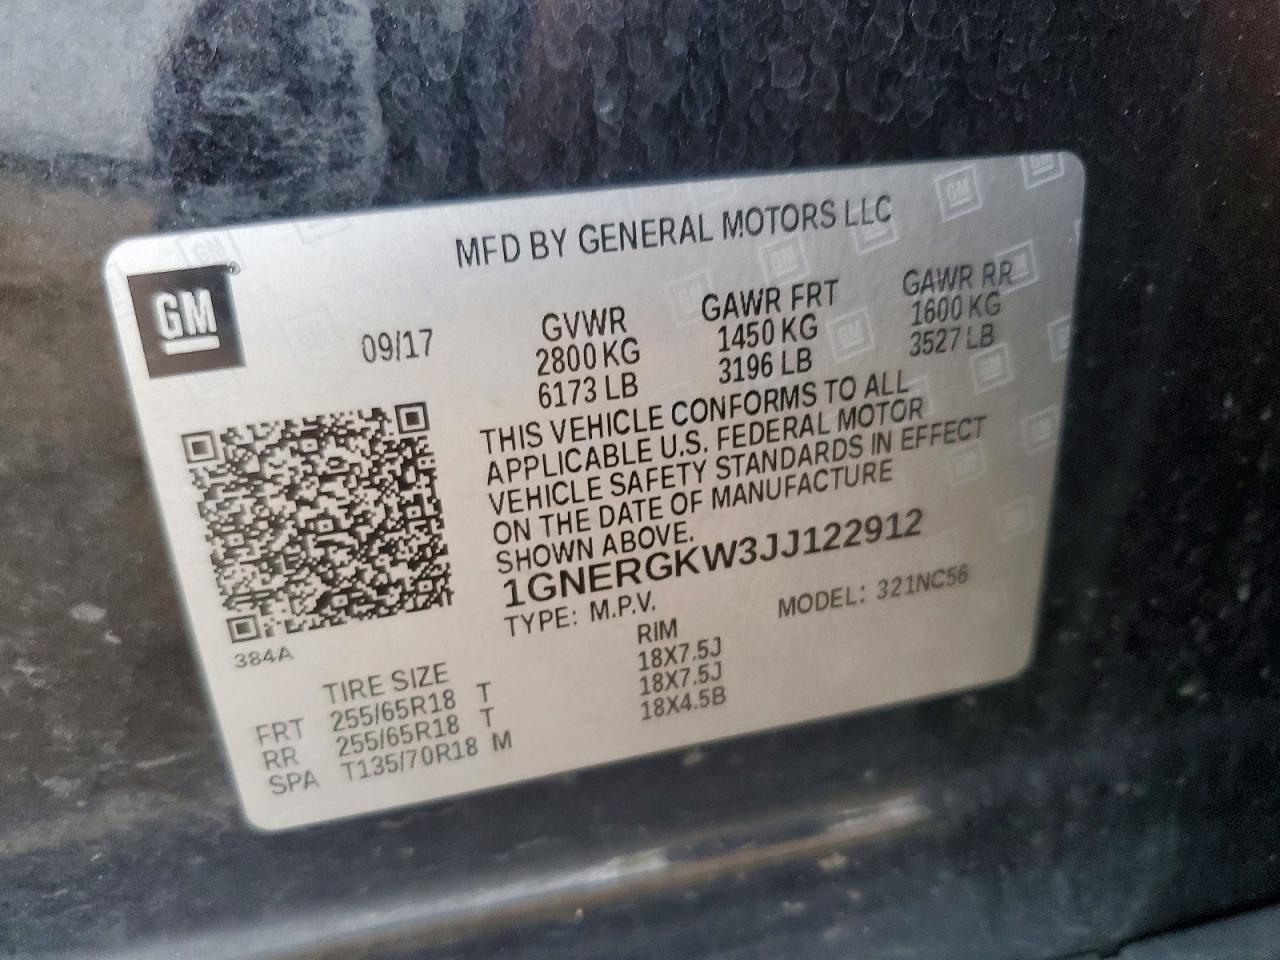 MFD BY GENERAL MOTORS LLC
GM
09/17
GVWR GAWR FRT GAWR RR
2800 KG 1450 KG 1600 KG
6173 LB 3196 LB 3527 LB
THIS VEHICLE CONFORMS TO ALL
APPLICABLE U.S. FEDERAL MOTOR
VEHICLE SAFETY STANDARDS IN EFFECT
ON THE DATE OF MANUFACTURE
SHOWN ABOVE.
1GNERGKW3JJ122912
TYPE: M.P.V. MODEL: 321NC56
384A
TIRE SIZE RIM
FRT 255/65R18 T 18X7.5J
RR 255/65R18 T 18X7.5J
SPA T135/70R18 M 18X4.5B